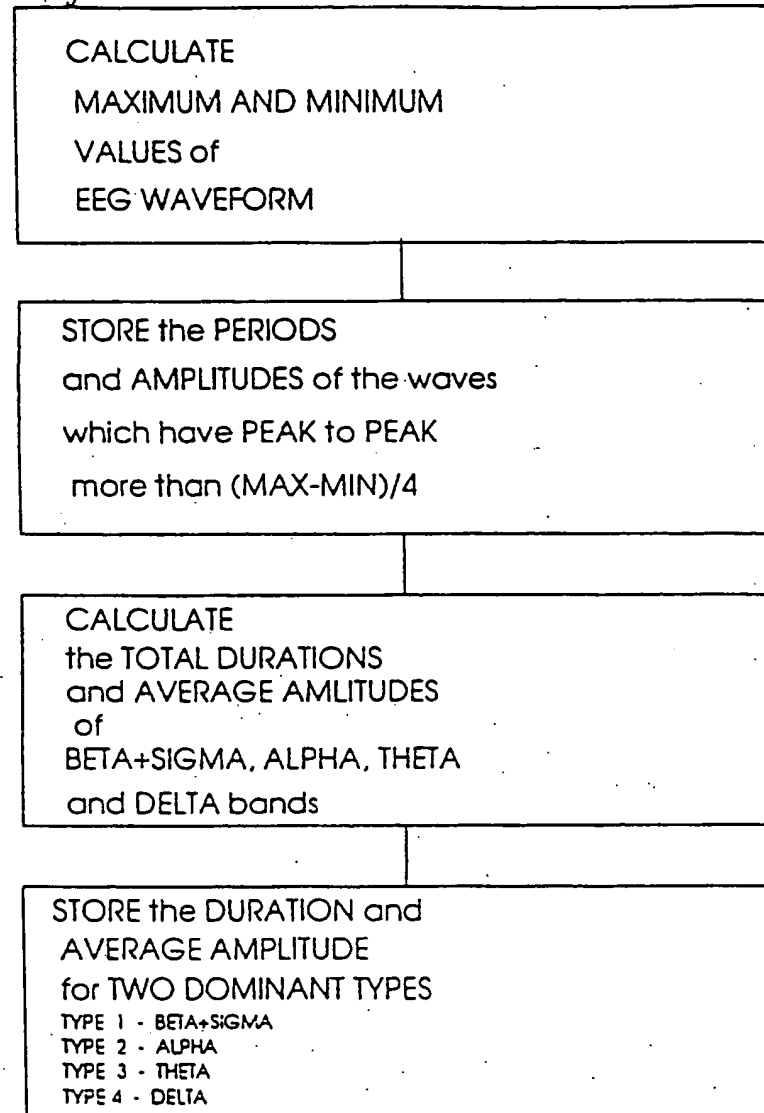 CALCULATE
MAXIMUM AND MINIMUM
VALUES of
EEG WAVEFORM
STORE the PERIODS
and AMPLITUDES of the waves
which have PEAK to PEAK
more than (MAX-MIN)/4
CALCULATE
the TOTAL DURATIONS
and AVERAGE AMLITUDES
of
BETA+SIGMA, ALPHA, THETA
and DELTA bands
STORE the DURATION and
AVERAGE AMPLITUDE
for TWO DOMINANT TYPES
TYPE 1 - BETA+SIGMA
TYPE 2 - ALPHA
TYPE 3 - THETA
TYPE 4 - DELTA